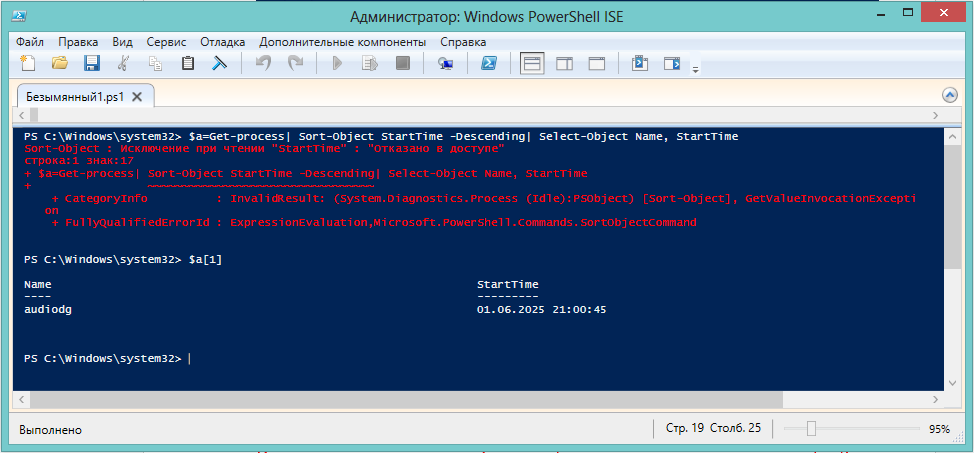 Администратор: Windows PowerShell ISE
Файл Правка Вид Сервис Отладка Дополнительные компоненты Справка
Безымянный1.ps1
PS C:\Windows\system32> $a=Get-process| Sort-Object StartTime -Descending| Select-Object Name, StartTime
Sort-Object : Исключение при чтении "StartTime" : "Отказано в доступе"
строка:1 знак:17
+ $a=Get-process| Sort-Object StartTime -Descending| Select-Object Name, StartTime
+                 ~~~~~~~~~~~~~~~~~~~~~~~~~~~~~~~~~~
    + CategoryInfo          : InvalidResult: (System.Diagnostics.Process (Idle):PSObject) [Sort-Object], GetValueInvocationExcepti
   on
    + FullyQualifiedErrorId : ExpressionEvaluation,Microsoft.PowerShell.Commands.SortObjectCommand
PS C:\Windows\system32> $a[1]
Name StartTime
---- ---------
audiodg 01.06.2025 21:00:45
PS C:\Windows\system32>
Выполнено Стр. 19 Столб. 25 95%